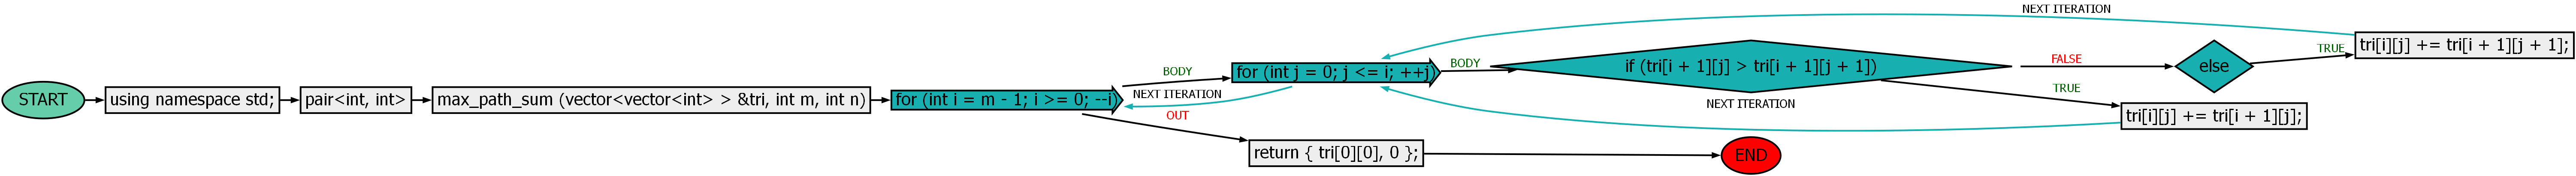 START
using namespace std;
pair<int, int>
max_path_sum (vector<vector<int> > &tri, int m, int n)
for (int i = m - 1; i >= 0; --i)
BODY
NEXT ITERATION
OUT
for (int j = 0; j <= i; ++j)
BODY
if (tri[i + 1][j] > tri[i + 1][j + 1])
NEXT ITERATION
FALSE
TRUE
else
TRUE
tri[i][j] += tri[i + 1][j + 1];
NEXT ITERATION
tri[i][j] += tri[i + 1][j];
return { tri[0][0], 0 };
END